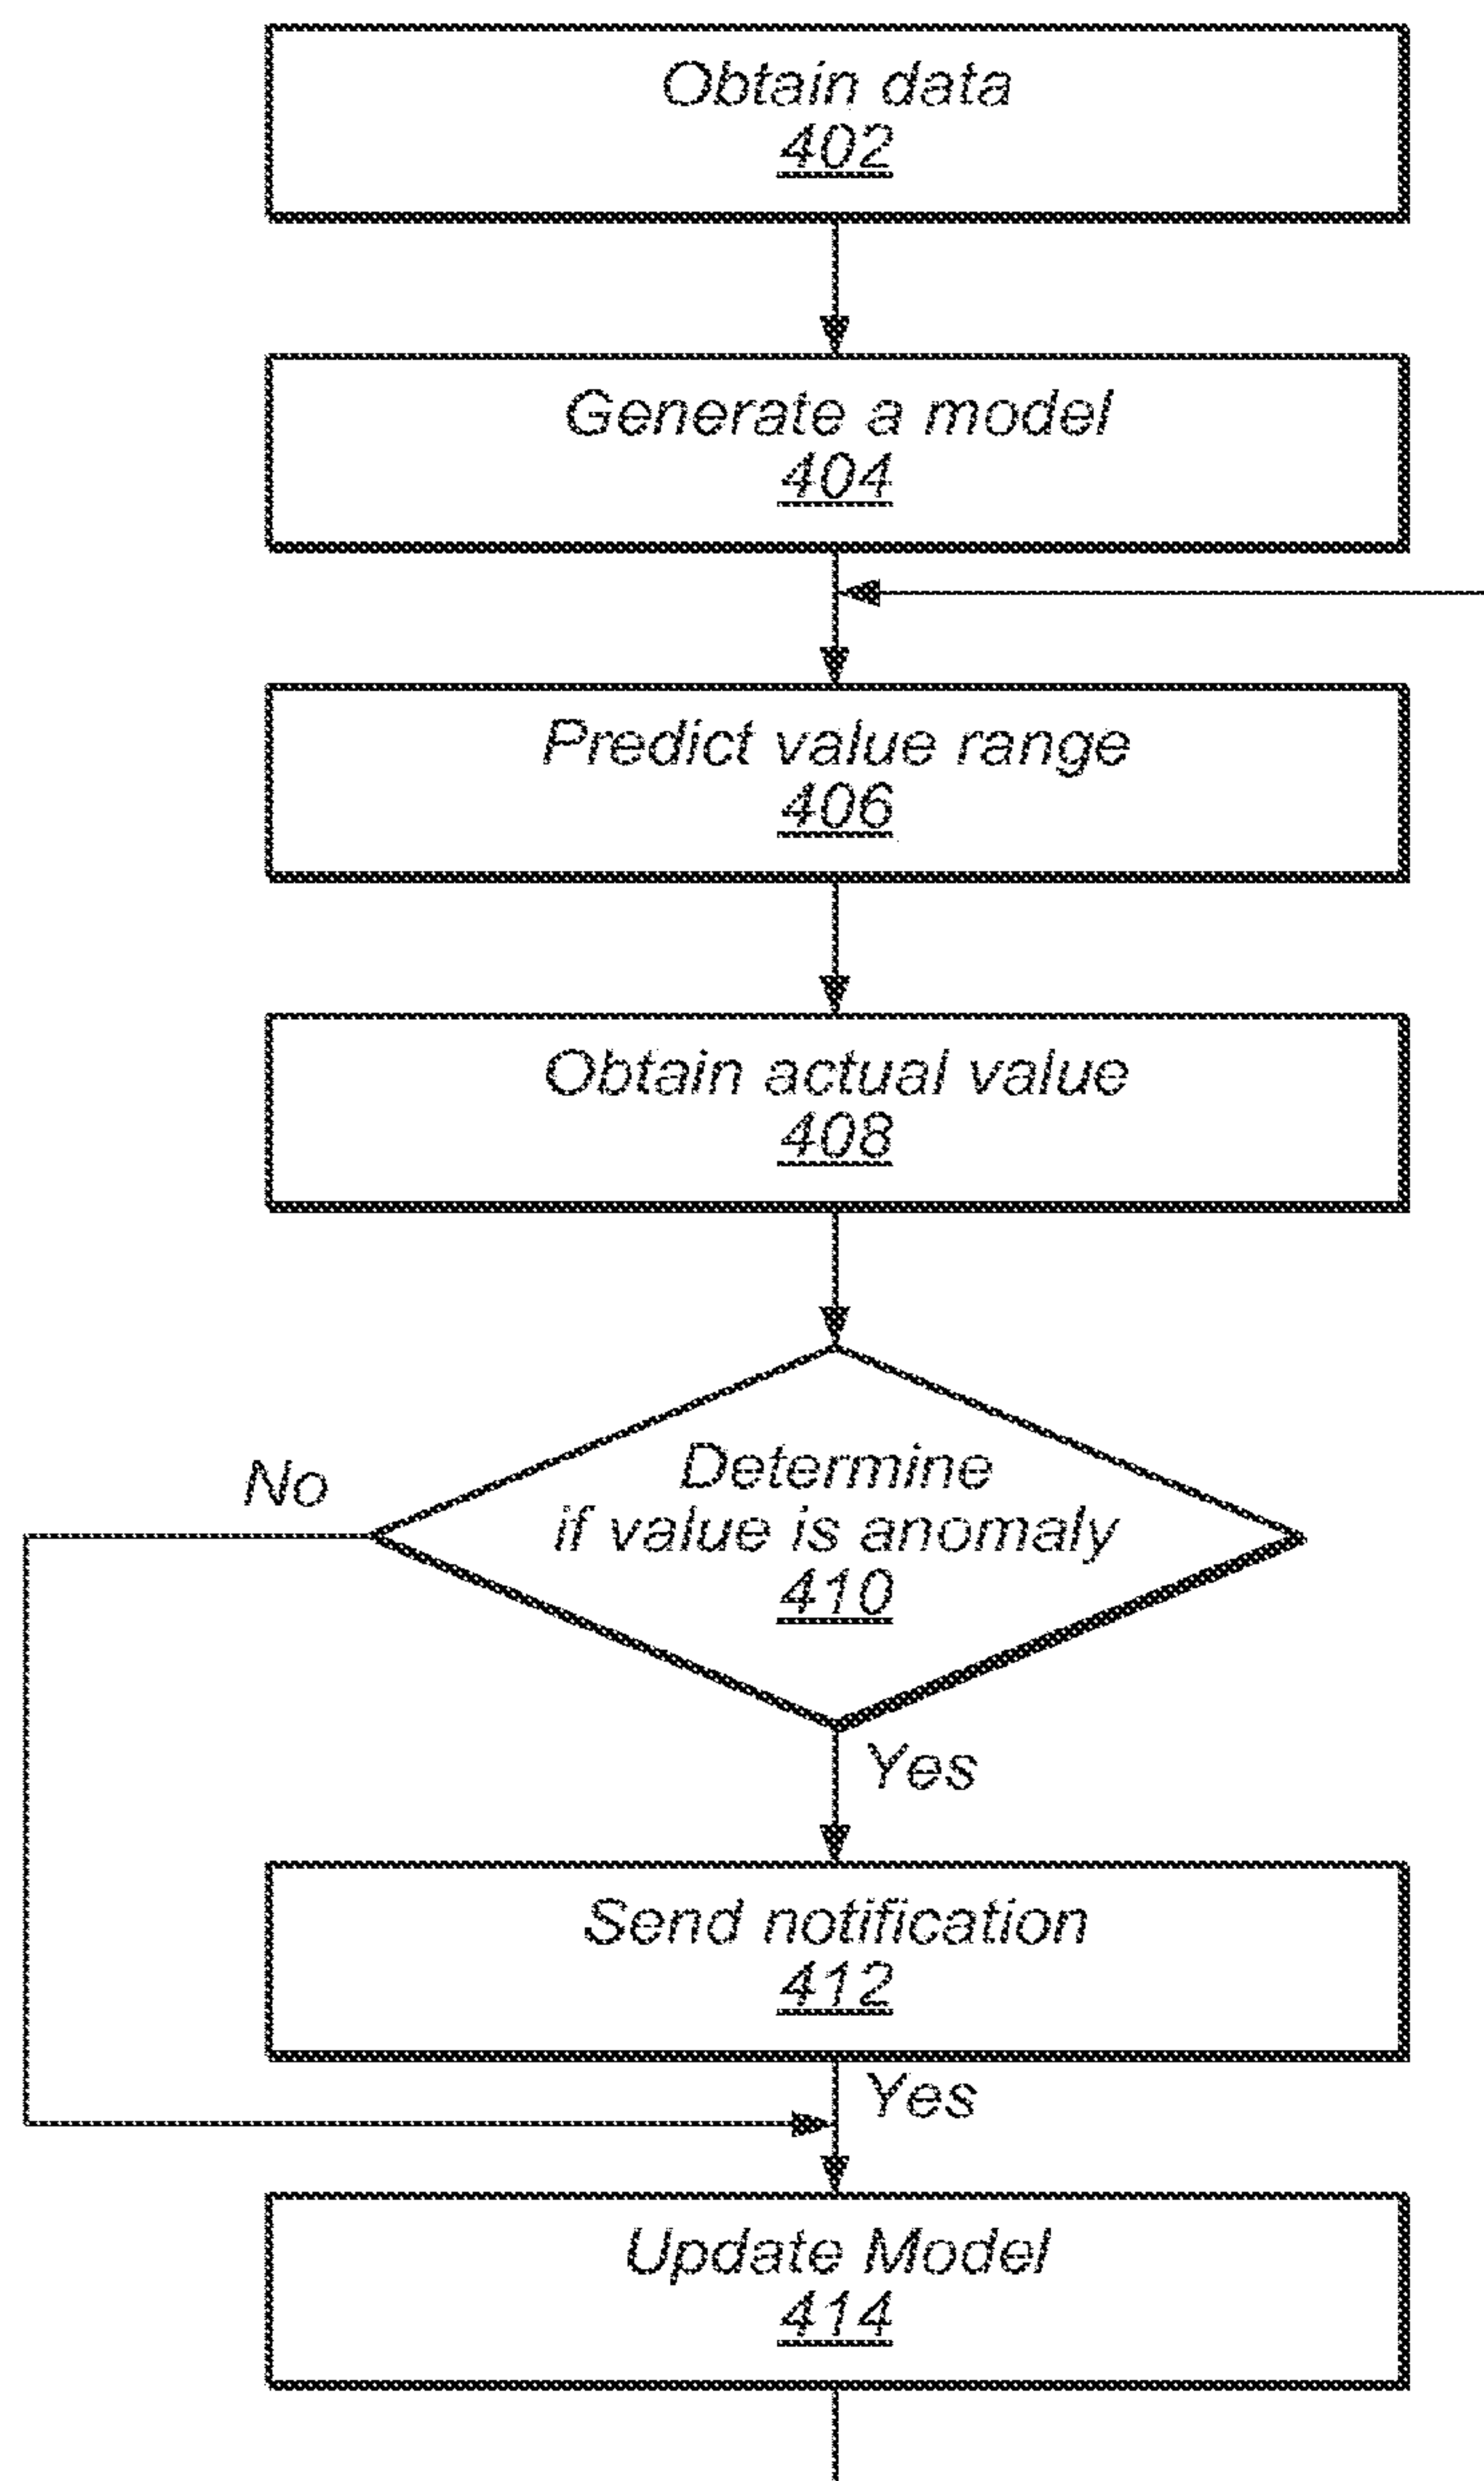 Obtain data
402
Generate a model
404
Predict value range
406
Obtain actual value
408
No
Determine
if value is anomaly
410
Yes
Send notification
412
Yes
Update Model
414